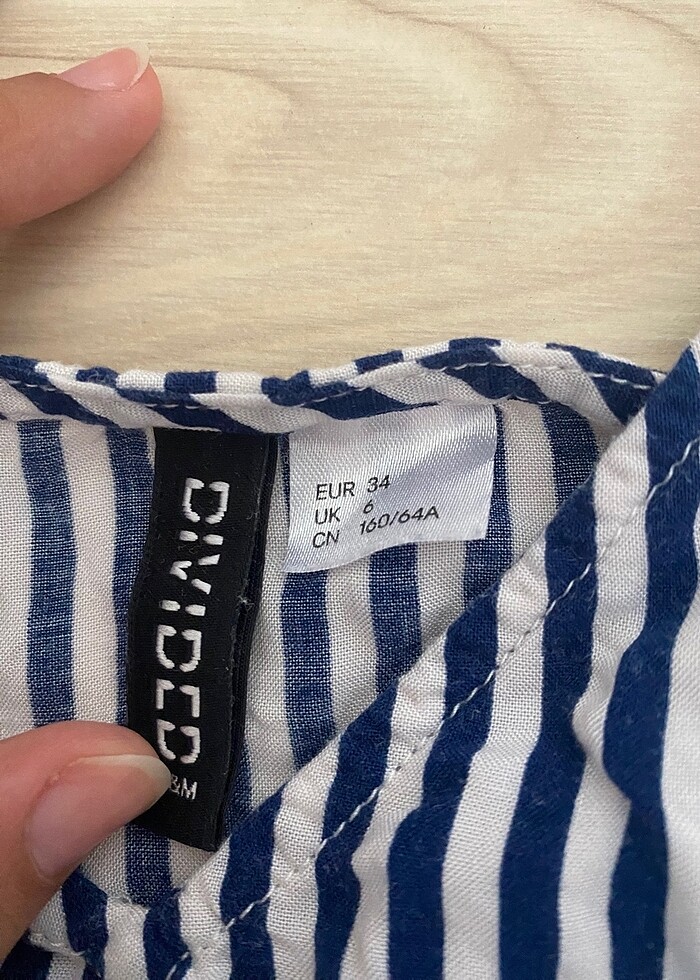 DIVIDED
&M
EUR 34
UK 6
CN 160/64A